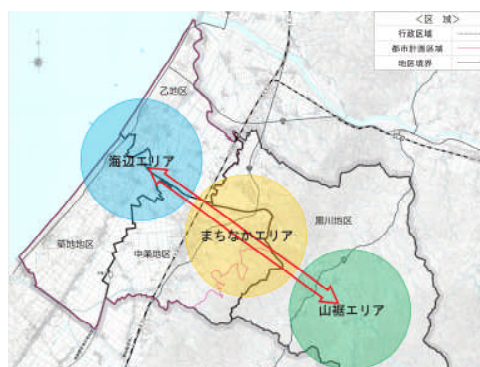 <区 域>
行政区域
都市計画区域
地区境界
乙地区
海辺エリア
まちなかエリア
黒川地区
築地地区
中条地区
山裾エリア